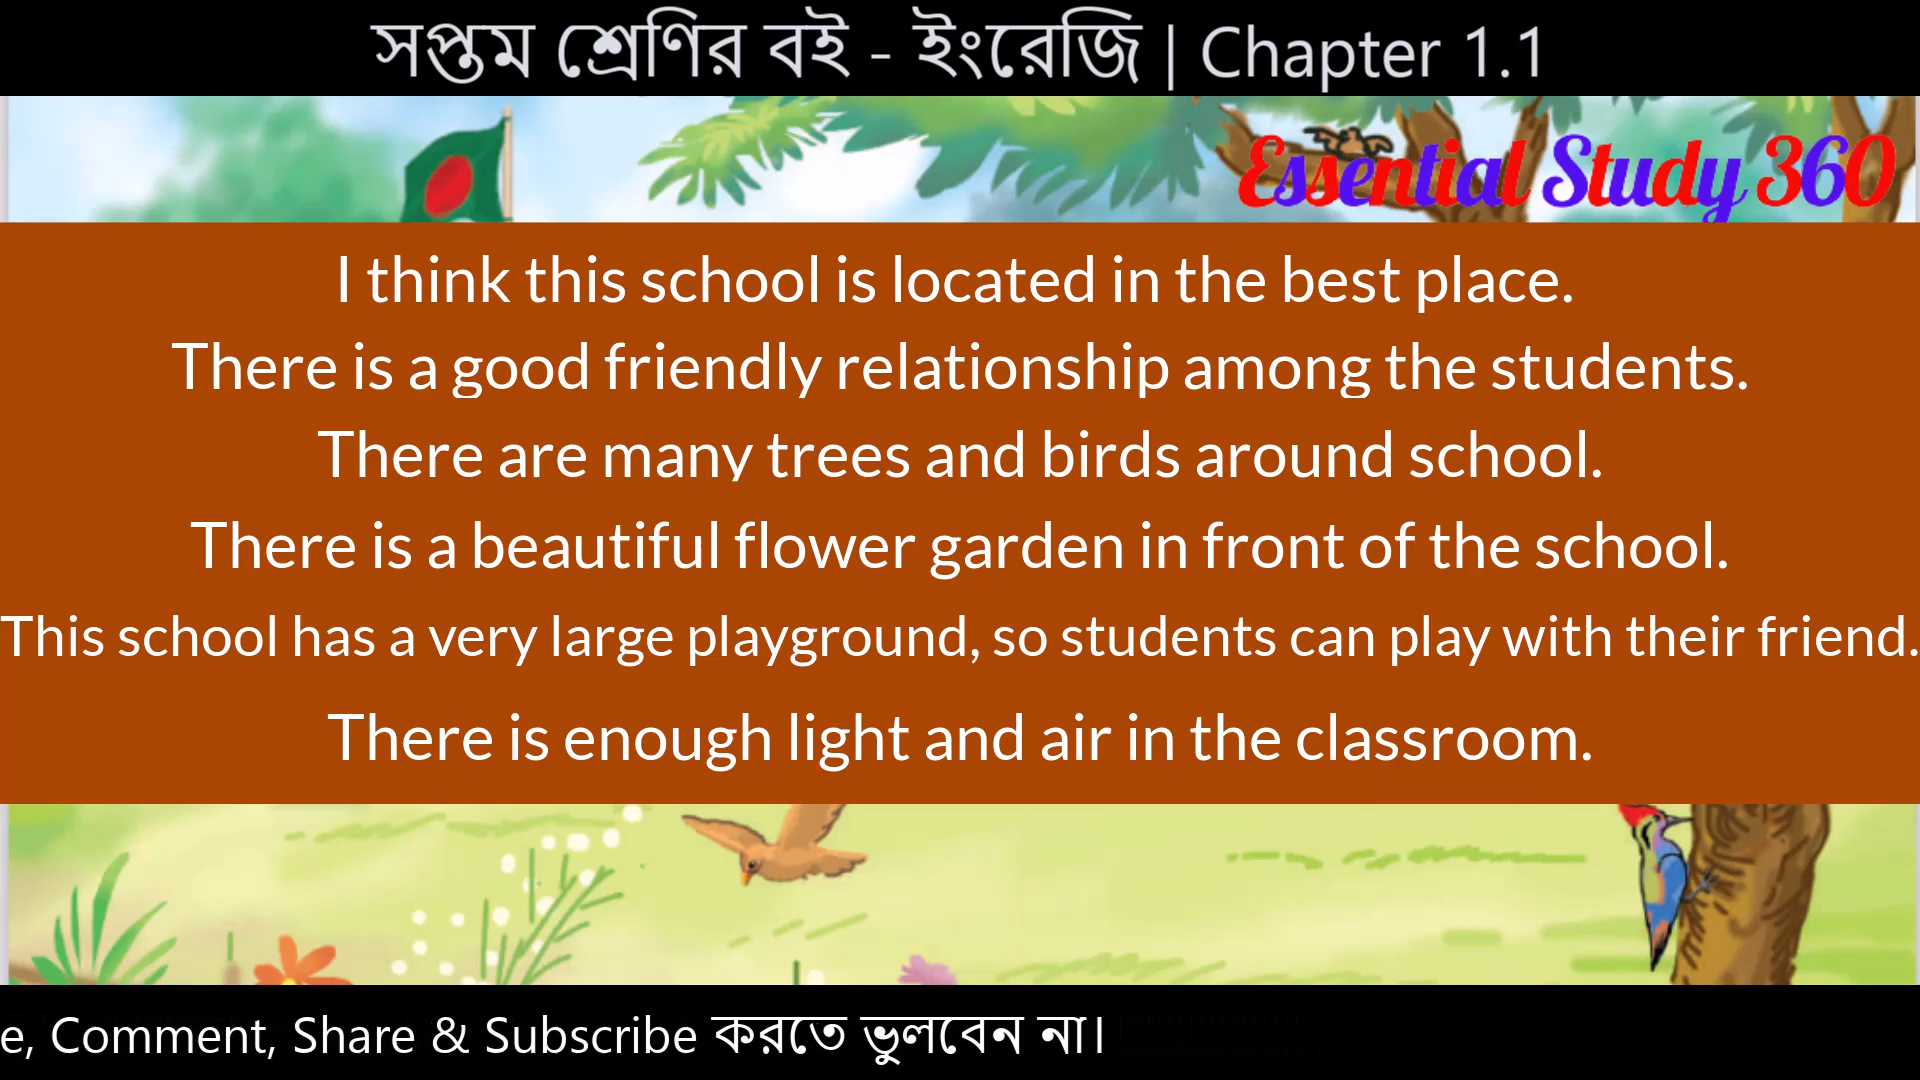 সপ্তম শ্রেণির বই - ইংরেজি | Chapter 1.1
Essential Study 360
I think this school is located in the best place.
There is a good friendly relationship among the students.
There are many trees and birds around school.
There is a beautiful flower garden in front of the school.
This school has a very large playground, so students can play with their friend.
There is enough light and air in the classroom.
e, Comment, Share & Subscribe করতে ভুলবেন না।